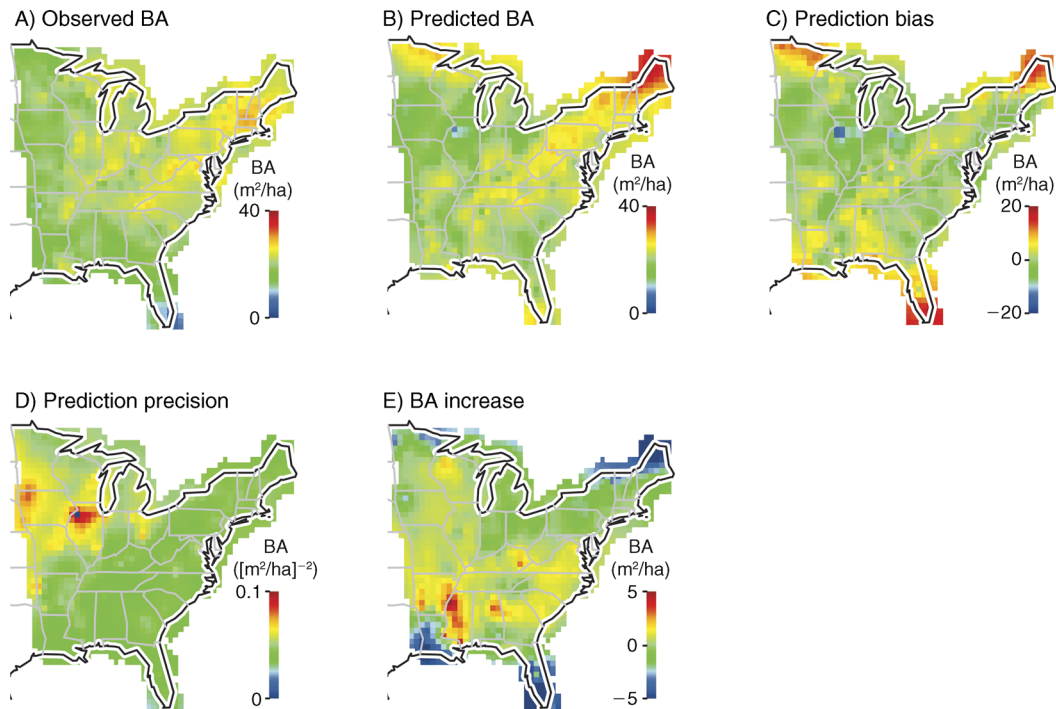 A) Observed BA
B) Predicted BA
C) Prediction bias
BA
(m²/ha)
40
0
BA
(m²/ha)
40
0
BA
(m²/ha)
20
0
−20
D) Prediction precision
E) BA increase
BA
([m²/ha]⁻²)
0.1
0
BA
(m²/ha)
5
0
−5